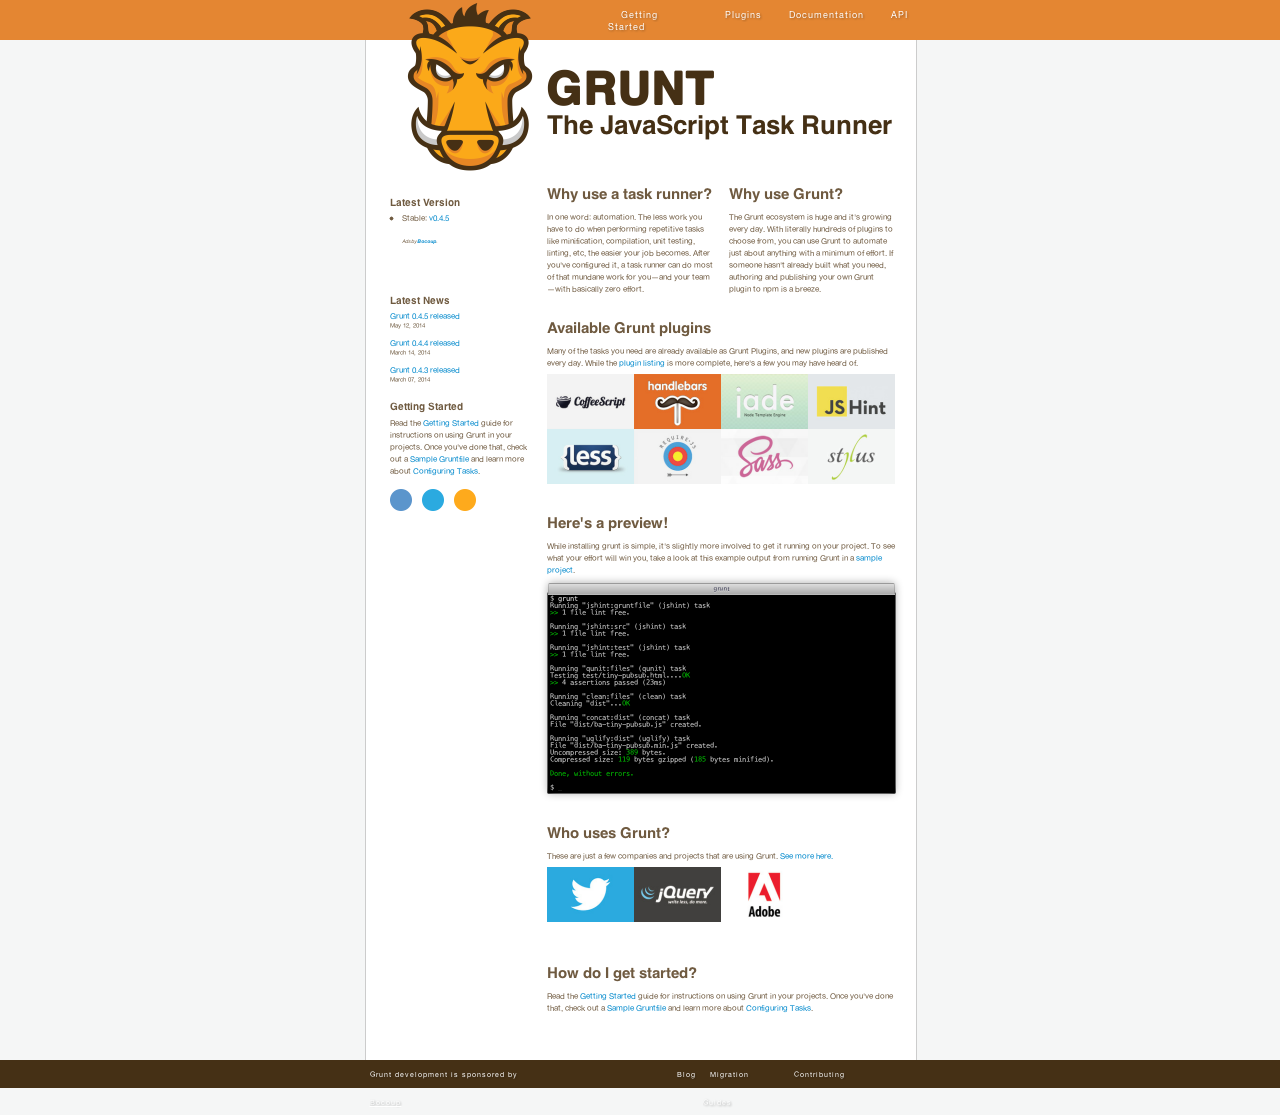 Getting Started
Plugins
Documentation
API
GRUNT
The JavaScript Task Runner
Latest Version
Stable: v0.4.5
Ads by Bocoup.
Latest News
Grunt 0.4.5 released
May 12, 2014
Grunt 0.4.4 released
March 14, 2014
Grunt 0.4.3 released
March 07, 2014
Getting Started
Read the Getting Started guide for
instructions on using Grunt in your
projects. Once you've done that, check
out a Sample Gruntfile and learn more
about Configuring Tasks.
Why use a task runner?
In one word: automation. The less work you
have to do when performing repetitive tasks
like minification, compilation, unit testing,
linting, etc, the easier your job becomes. After
you've configured it, a task runner can do most
of that mundane work for you—and your team
—with basically zero effort.
Why use Grunt?
The Grunt ecosystem is huge and it's growing
every day. With literally hundreds of plugins to
choose from, you can use Grunt to automate
just about anything with a minimum of effort. If
someone hasn't already built what you need,
authoring and publishing your own Grunt
plugin to npm is a breeze.
Available Grunt plugins
Many of the tasks you need are already available as Grunt Plugins, and new plugins are published
every day. While the plugin listing is more complete, here's a few you may have heard of.
CoffeeScript
handlebars
jade
Node Template Engine
JSHint
{less}
REQUIRE·JS
Sass
stylus
Here's a preview!
While installing grunt is simple, it's slightly more involved to get it running on your project. To see
what your effort will win you, take a look at this example output from running Grunt in a sample
project.
grunt
$ grunt
Running "jshint:gruntfile" (jshint) task
>> 1 file lint free.
Running "jshint:src" (jshint) task
>> 1 file lint free.
Running "jshint:test" (jshint) task
>> 1 file lint free.
Running "qunit:files" (qunit) task
Testing test/tiny-pubsub.html....OK
>> 4 assertions passed (23ms)
Running "clean:files" (clean) task
Cleaning "dist"...OK
Running "concat:dist" (concat) task
File "dist/ba-tiny-pubsub.js" created.
Running "uglify:dist" (uglify) task
File "dist/ba-tiny-pubsub.min.js" created.
Uncompressed size: 389 bytes.
Compressed size: 119 bytes gzipped (185 bytes minified).
Done, without errors.
$
Who uses Grunt?
These are just a few companies and projects that are using Grunt. See more here.
jQuery
write less, do more.
Adobe
How do I get started?
Read the Getting Started guide for instructions on using Grunt in your projects. Once you've done
that, check out a Sample Gruntfile and learn more about Configuring Tasks.
Grunt development is sponsored by
Blog
Migration
Contributing
Bocoup
Guides